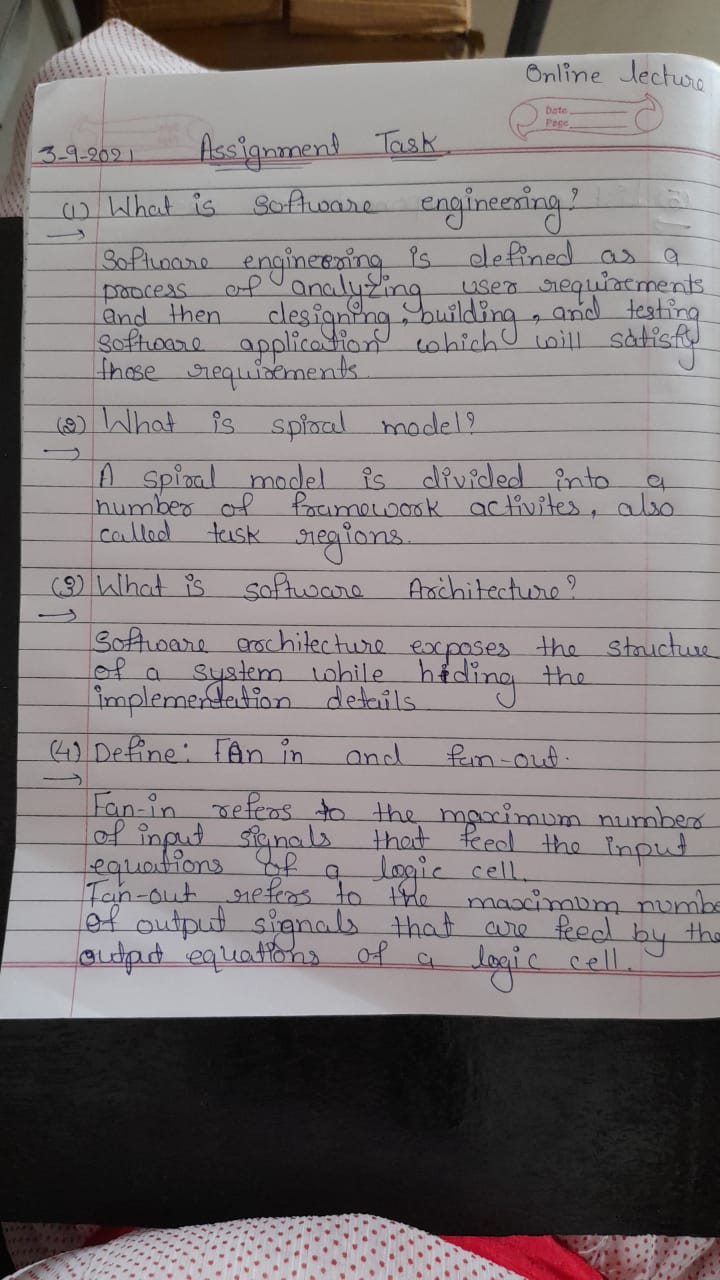 Online lecture
Date
Page
3-9-2021 Assignment Task
(1) What is software engineering?
→ Software engineering is defined as a
process of analyzing user requirements
and then designing, building, and testing
software application which will satisfy
those requirements.
(2) What is spiral model?
→ A spiral model is divided into a
number of framework activites, also
called task regions.
(3) What is software Architecture?
→ Software architecture exposes the structure
of a system while hiding the
implementation details
(4) Define: FAn in and fan-out.
→ Fan-in refers to the maximum number
of input signals that feed the input
equations of a logic cell.
Fan-out refers to the maximum numbe
of output signals that are feed by the
output equations of a logic cell.